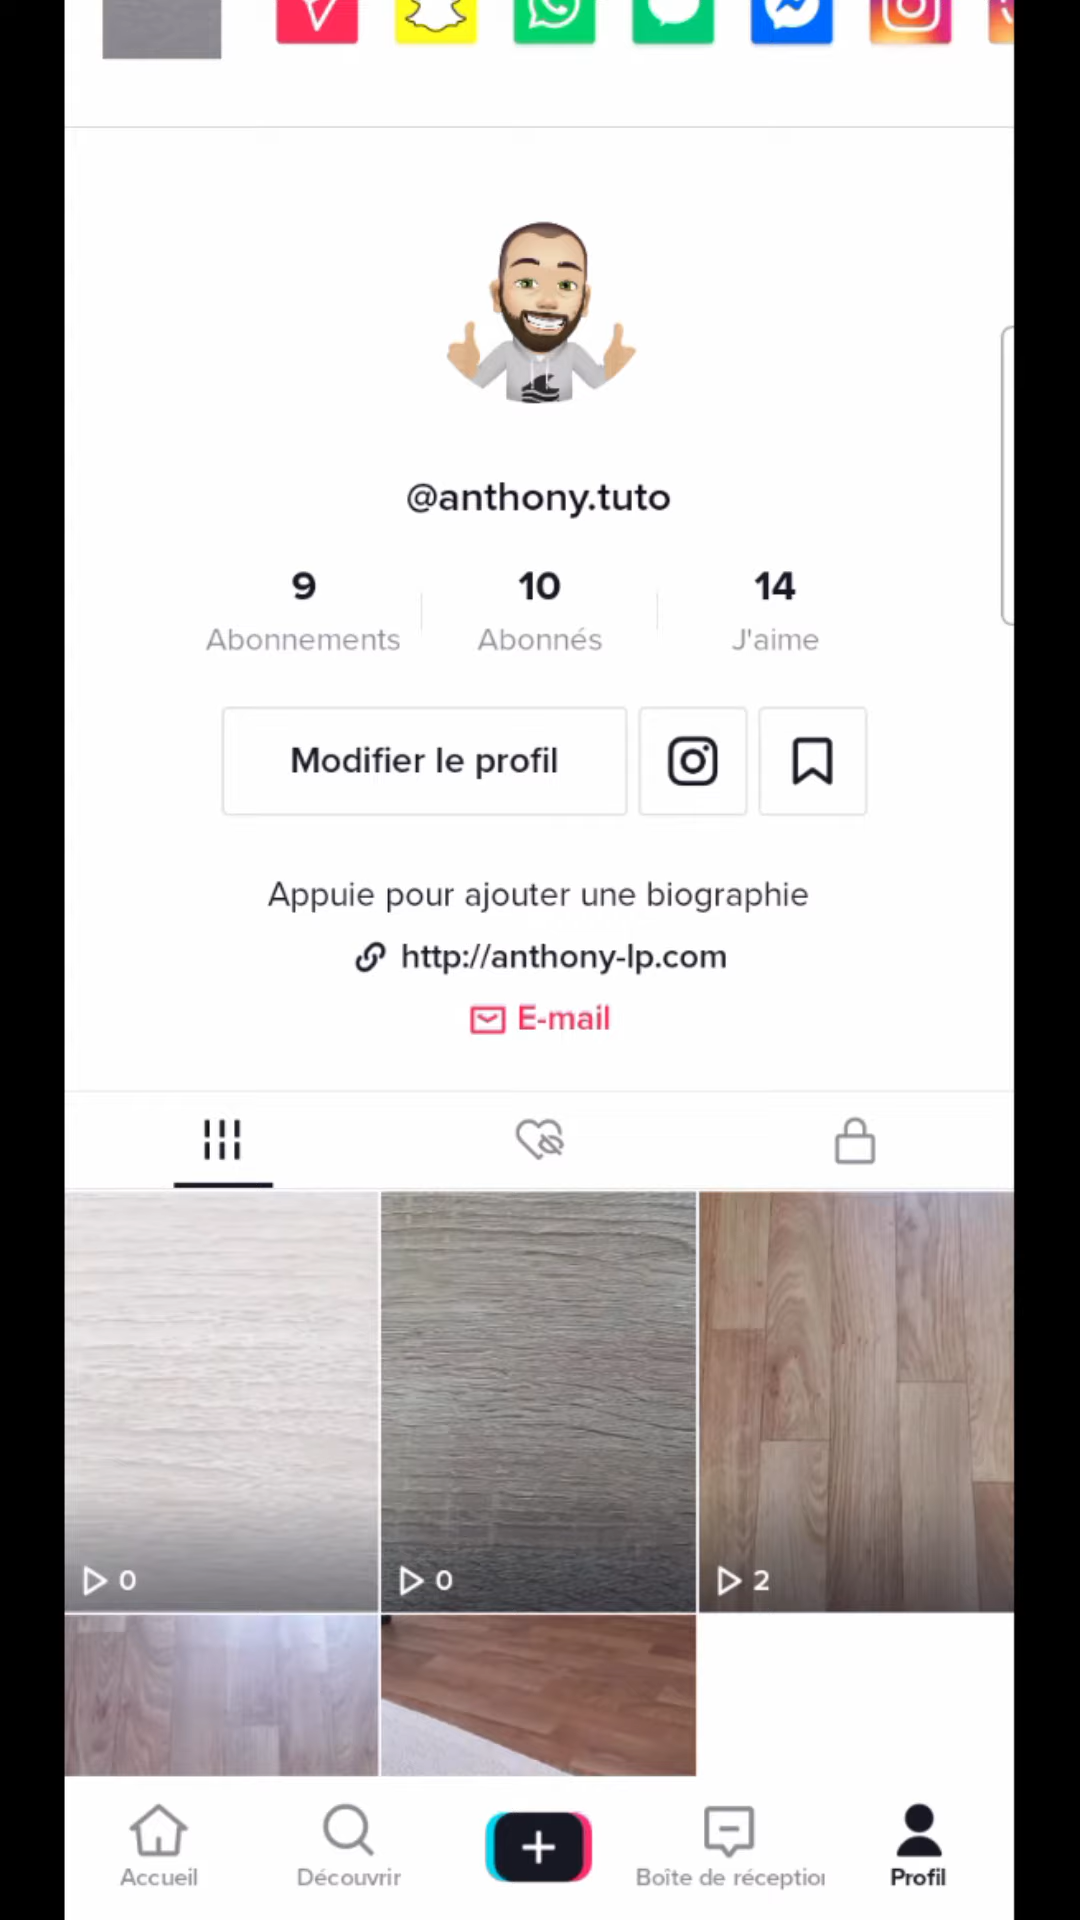 @anthony.tuto
9 10 14
Abonnements Abonnés J'aime
Modifier le profil
Appuie pour ajouter une biographie
http://anthony-lp.com
E-mail
0 0 2
Accueil Découvrir Boîte de réception Profil